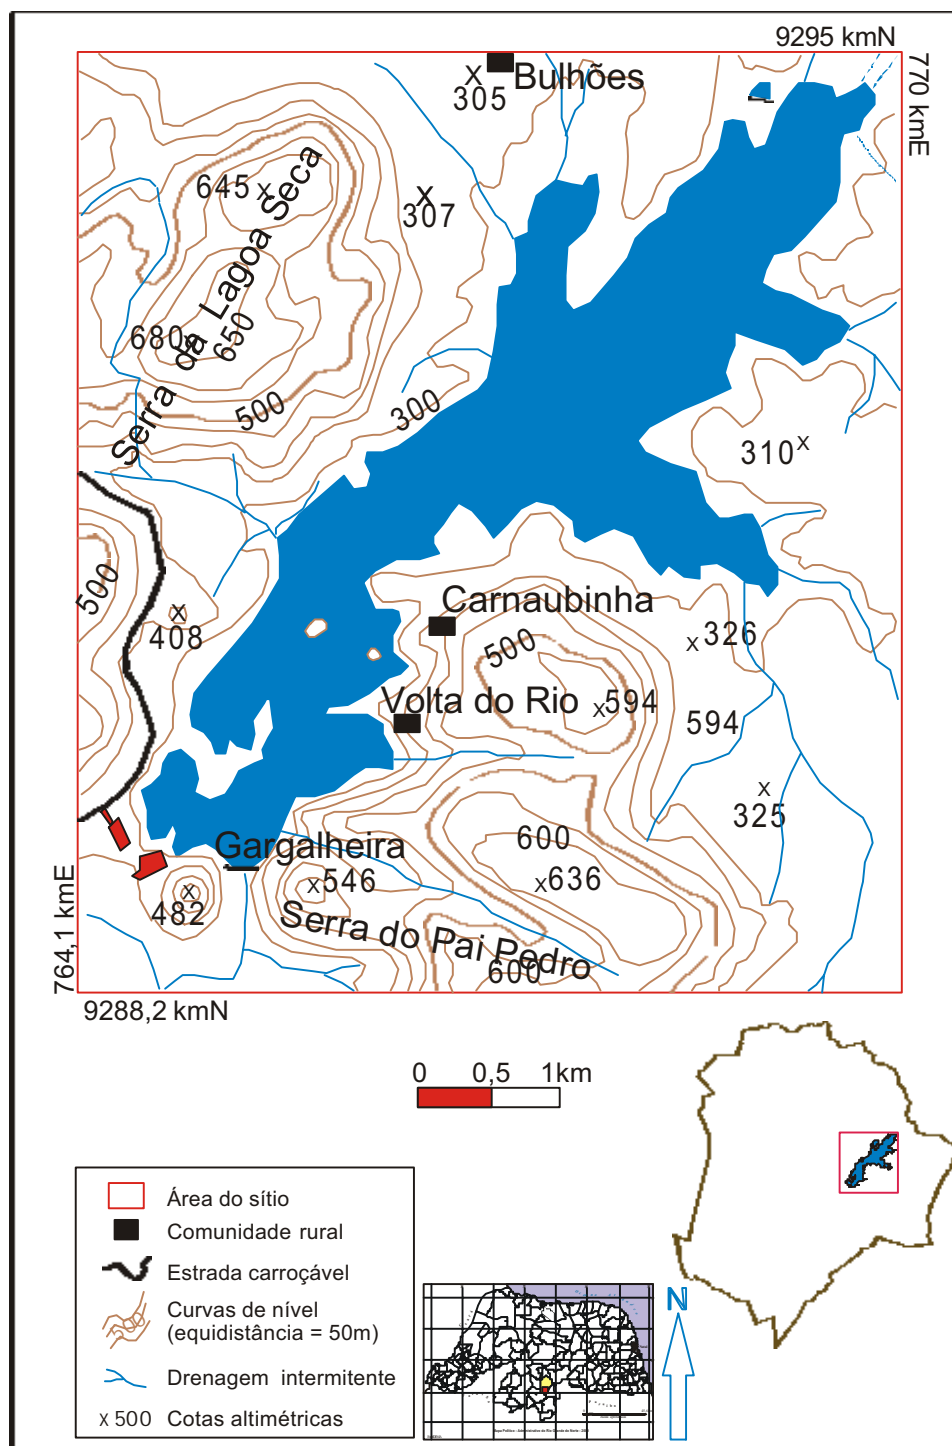 9295 kmN
770 kmE
Bulhões
x
305
645 x
x
307
Serra da Lagoa Seca
680
650
500
300
310 x
500
x
408
Carnaubinha
500
x 326
Volta do Rio
x594
594
x
325
Gargalheira
600
x546
x636
x
482
Serra do Pai Pedro
600
764,1 kmE
9288,2 kmN
0 0,5 1km
Área do sítio
Comunidade rural
Estrada carroçável
Curvas de nível
(equidistância = 50m)
Drenagem intermitente
x 500 Cotas altimétricas
N